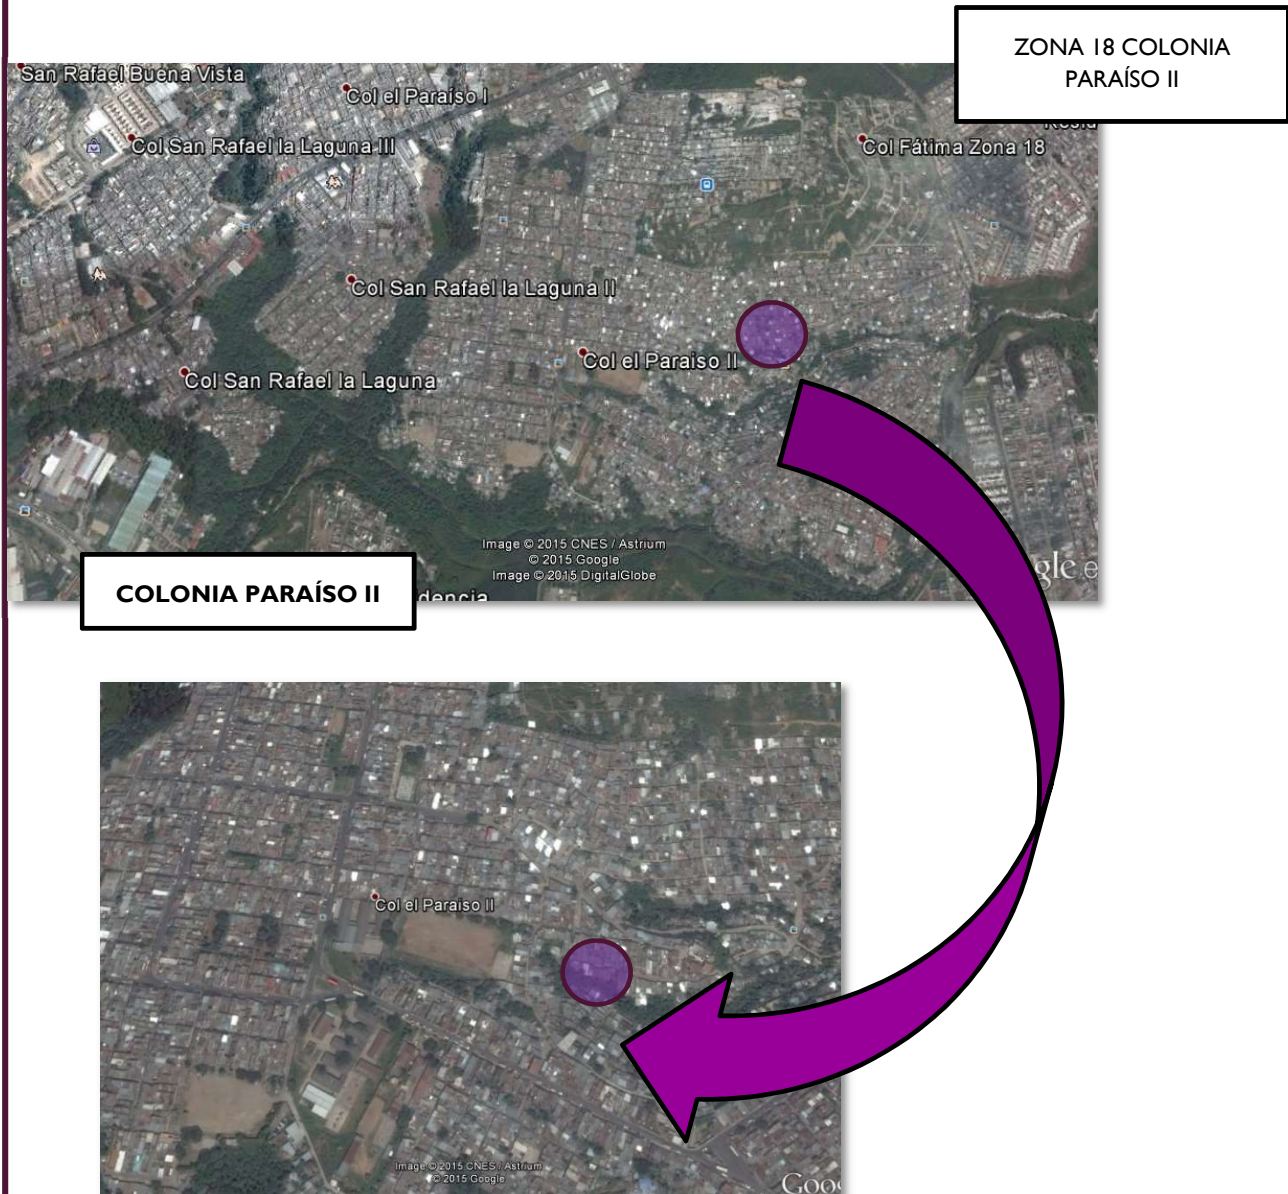 ZONA 18 COLONIA
PARAÍSO II
San Rafael Buena Vista
Col el Paraíso I
Col San Rafael la Laguna III
Col Fátima Zona 18
Col San Rafael la Laguna II
Col el Paraiso II
Col San Rafael la Laguna
Image © 2015 CNES / Astrium
© 2015 Google
Image © 2015 DigitalGlobe
gle e
dencia
COLONIA PARAÍSO II
Col el Paraiso II
Image © 2015 CNES / Astrium
© 2015 Google
Goo